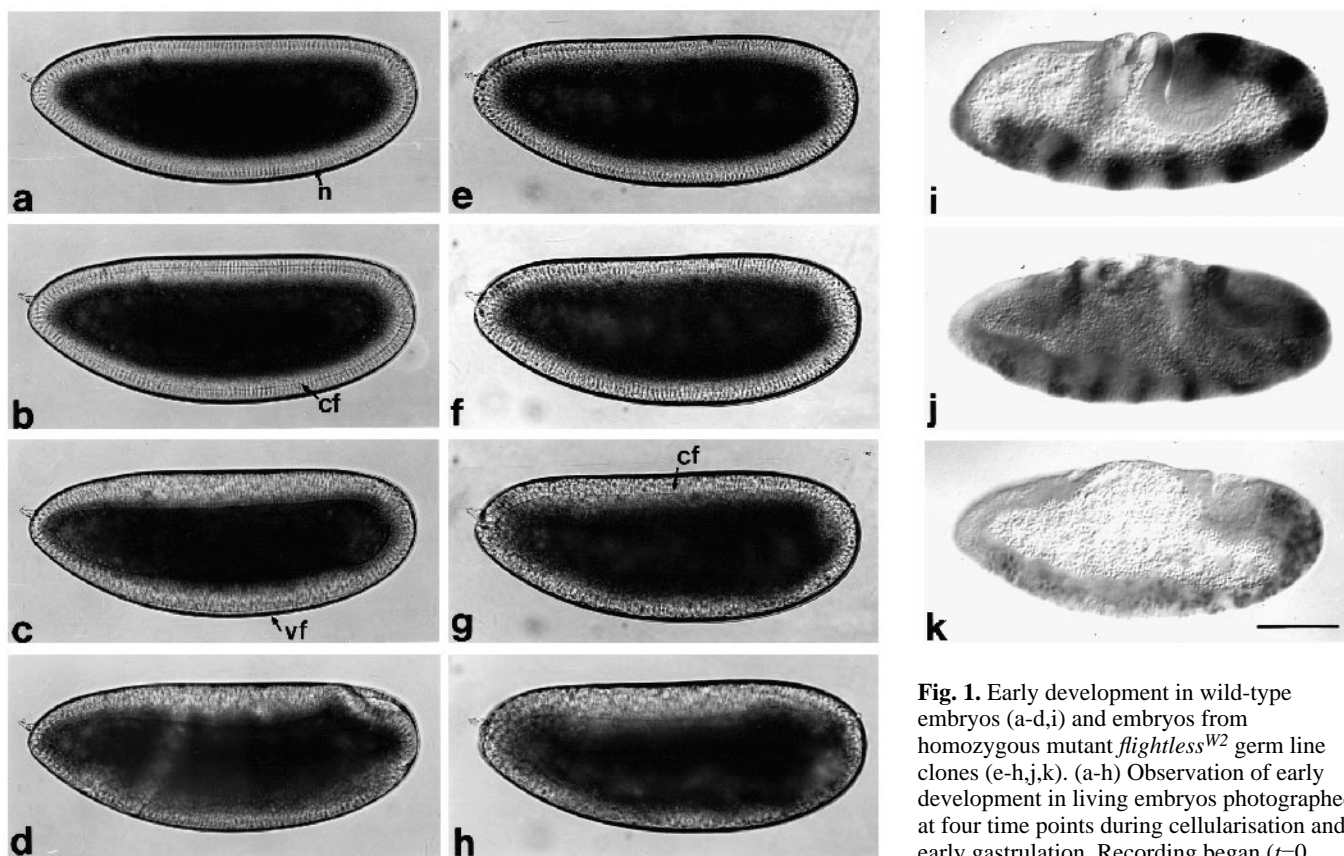 a
n
e
i
b
cf
f
j
c
vf
cf
g
k
d
h
Fig. 1. Early development in wild-type
embryos (a-d,i) and embryos from
homozygous mutant flightlessW2 germ line
clones (e-h,j,k). (a-h) Observation of early
development in living embryos photographe
at four time points during cellularisation and
early gastrulation. Recording began (t=0